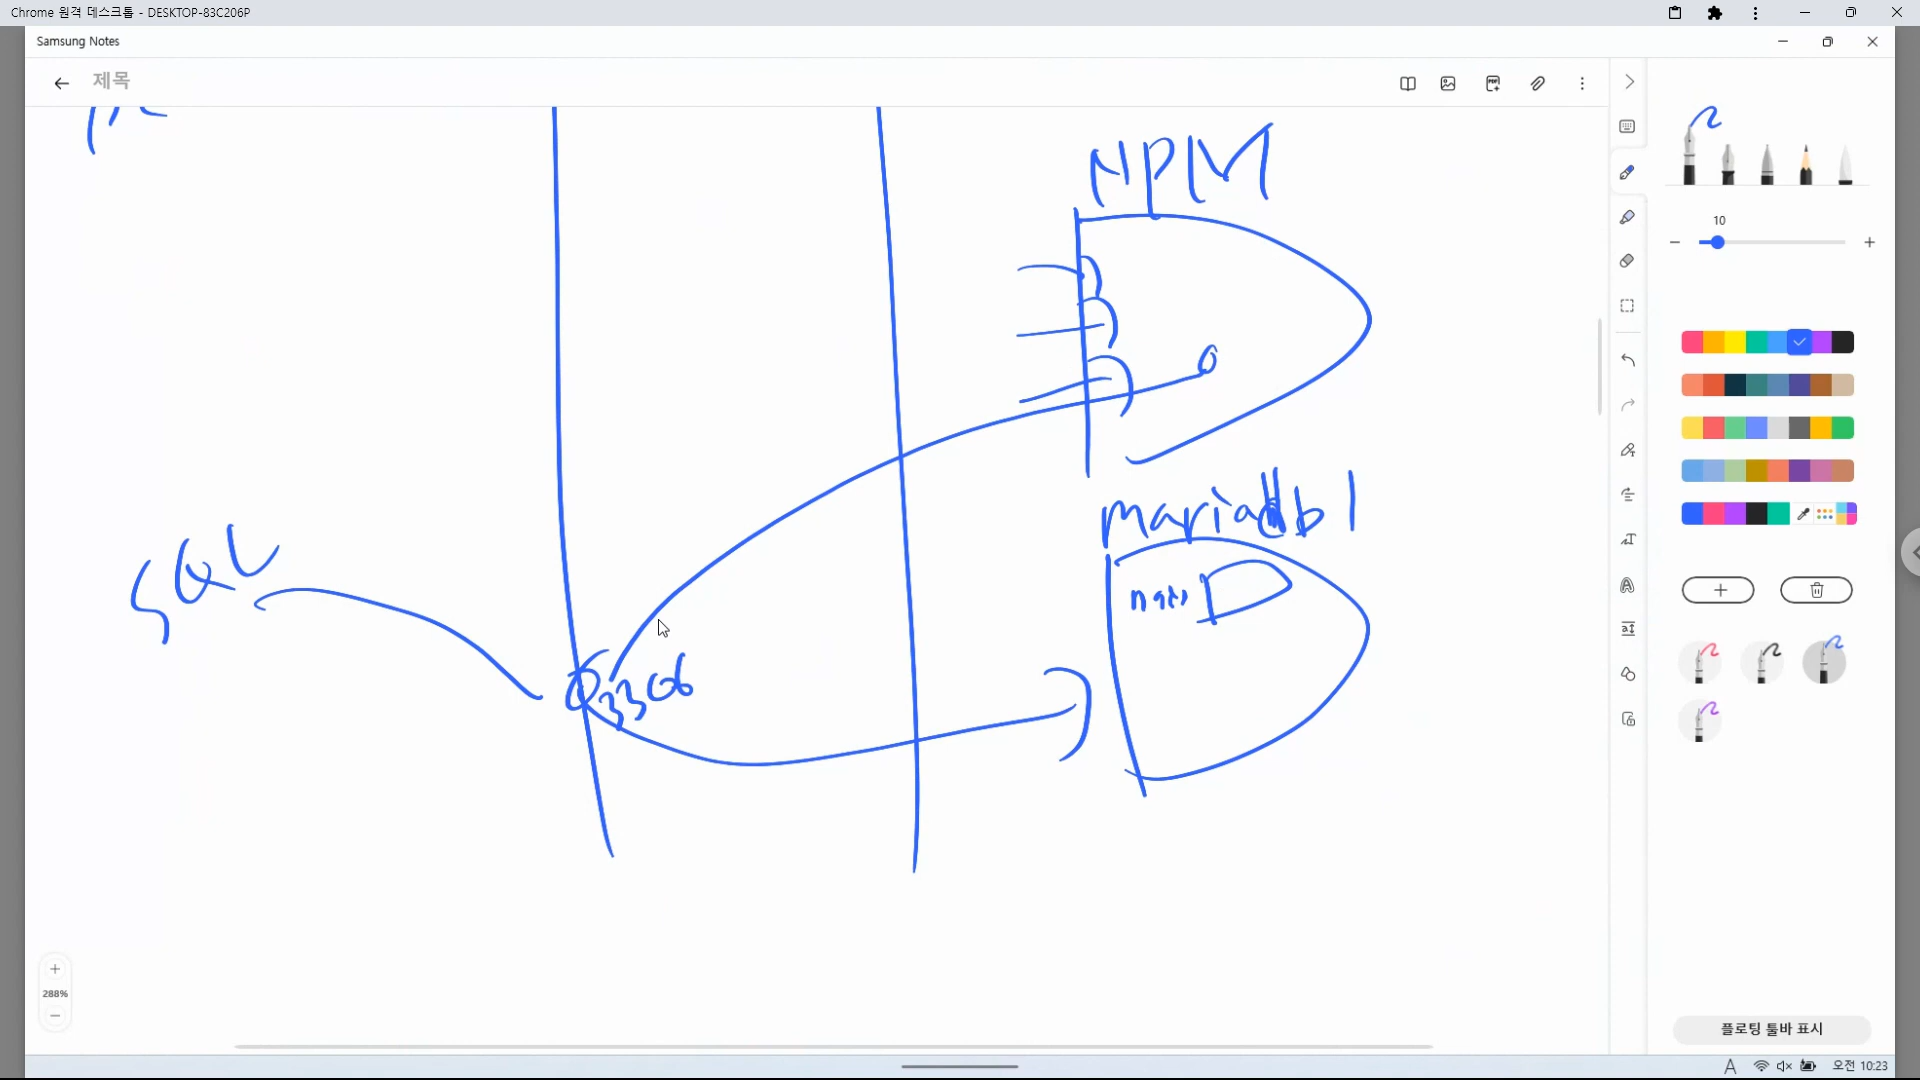 Chrome 원격 데스크톱 - DESKTOP-83C206P
Samsung Notes
제목
10
NPM
mariadb 1
SQL
3306
288%
플로팅 툴바 표시
A
오전 10:23